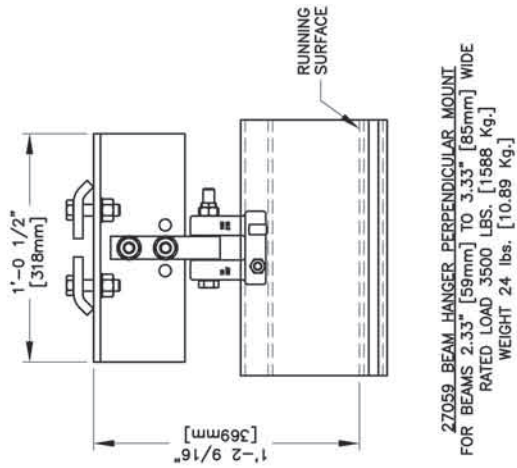 1'-0 1/2"
[318mm]
1'-2 9/16"
[369mm]
RUNNING
SURFACE
27059 BEAM HANGER PERPENDICULAR MOUNT
FOR BEAMS 2.33" [59mm] TO 3.33" [85mm] WIDE
RATED LOAD 3500 LBS. [1588 Kg.]
WEIGHT 24 lbs. [10.89 Kg.]